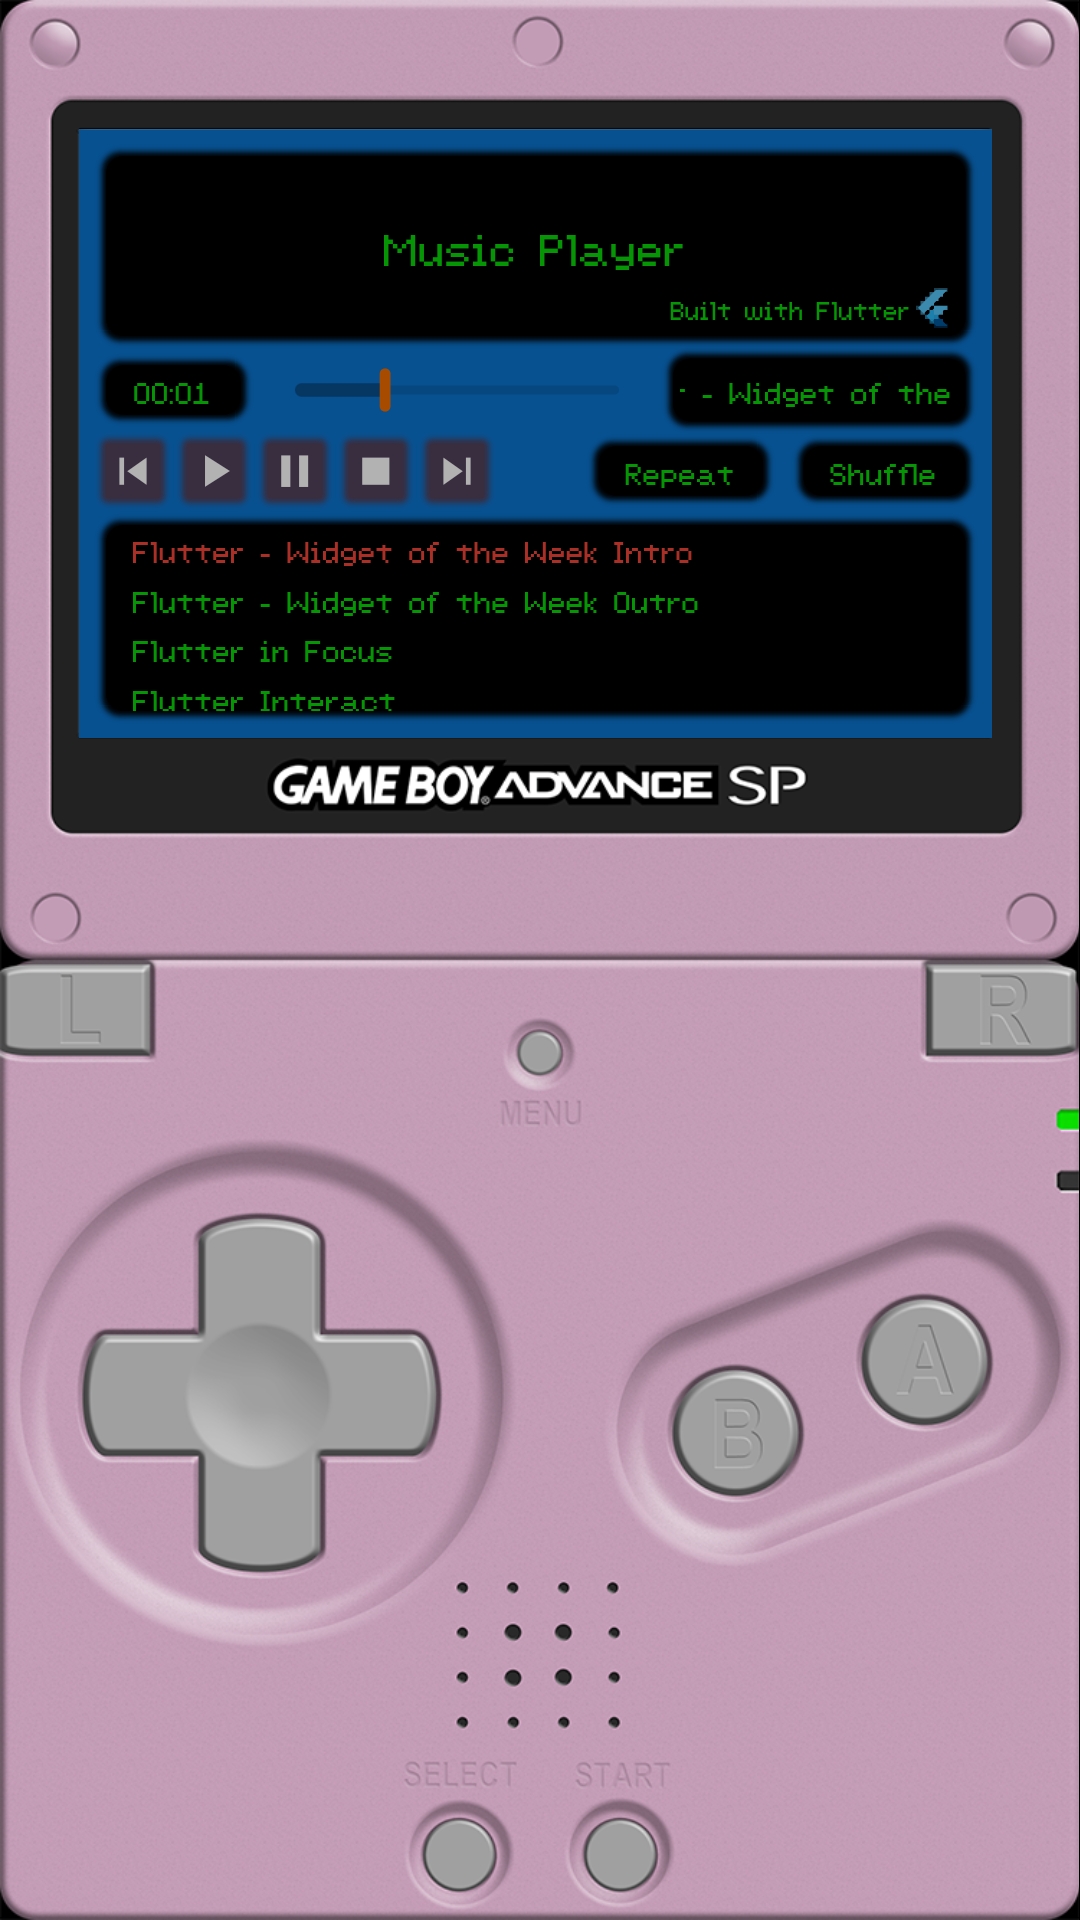 Music Player
Built with Flutter
00:01
- Widget of the
Repeat
Shuffle
Flutter - Widget of the Week Intro
Flutter - Widget of the Week Outro
Flutter in Focus
Flutter Interact
GAME BOY® ADVANCE SP
L
R
MENU
A
B
SELECT
START